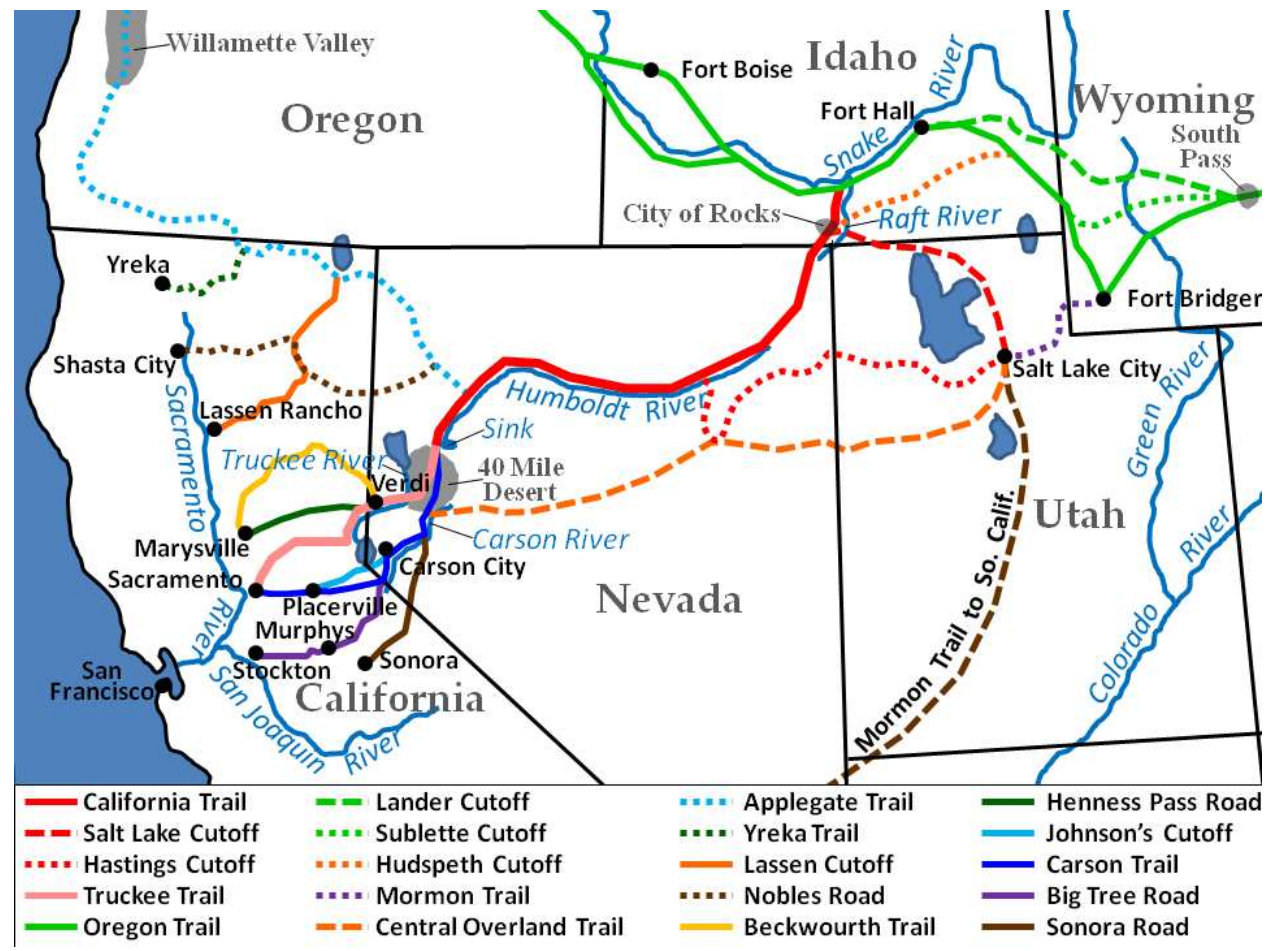 Willamette Valley
Oregon
Fort Boise
Idaho
River
Wyoming
Fort Hall
South
Pass
Snake
City of Rocks
Raft River
Yreka
Fort Bridger
Shasta City
Salt Lake City
Sacramento
River
Lassen Rancho
Humboldt River
Green River
Sink
Truckee River
40 Mile
Desert
Verdi
Utah
Marysville
Carson River
Carson City
Sacramento
Placerville
Nevada
Murphys
Stockton
Sonora
San
Francisco
California
San Joaquin
River
Mormon Trail to So. Calif.
Colorado
River
California Trail
Salt Lake Cutoff
Hastings Cutoff
Truckee Trail
Oregon Trail
Lander Cutoff
Sublette Cutoff
Hudspeth Cutoff
Mormon Trail
Central Overland Trail
Applegate Trail
Yreka Trail
Lassen Cutoff
Nobles Road
Beckwourth Trail
Henness Pass Road
Johnson's Cutoff
Carson Trail
Big Tree Road
Sonora Road